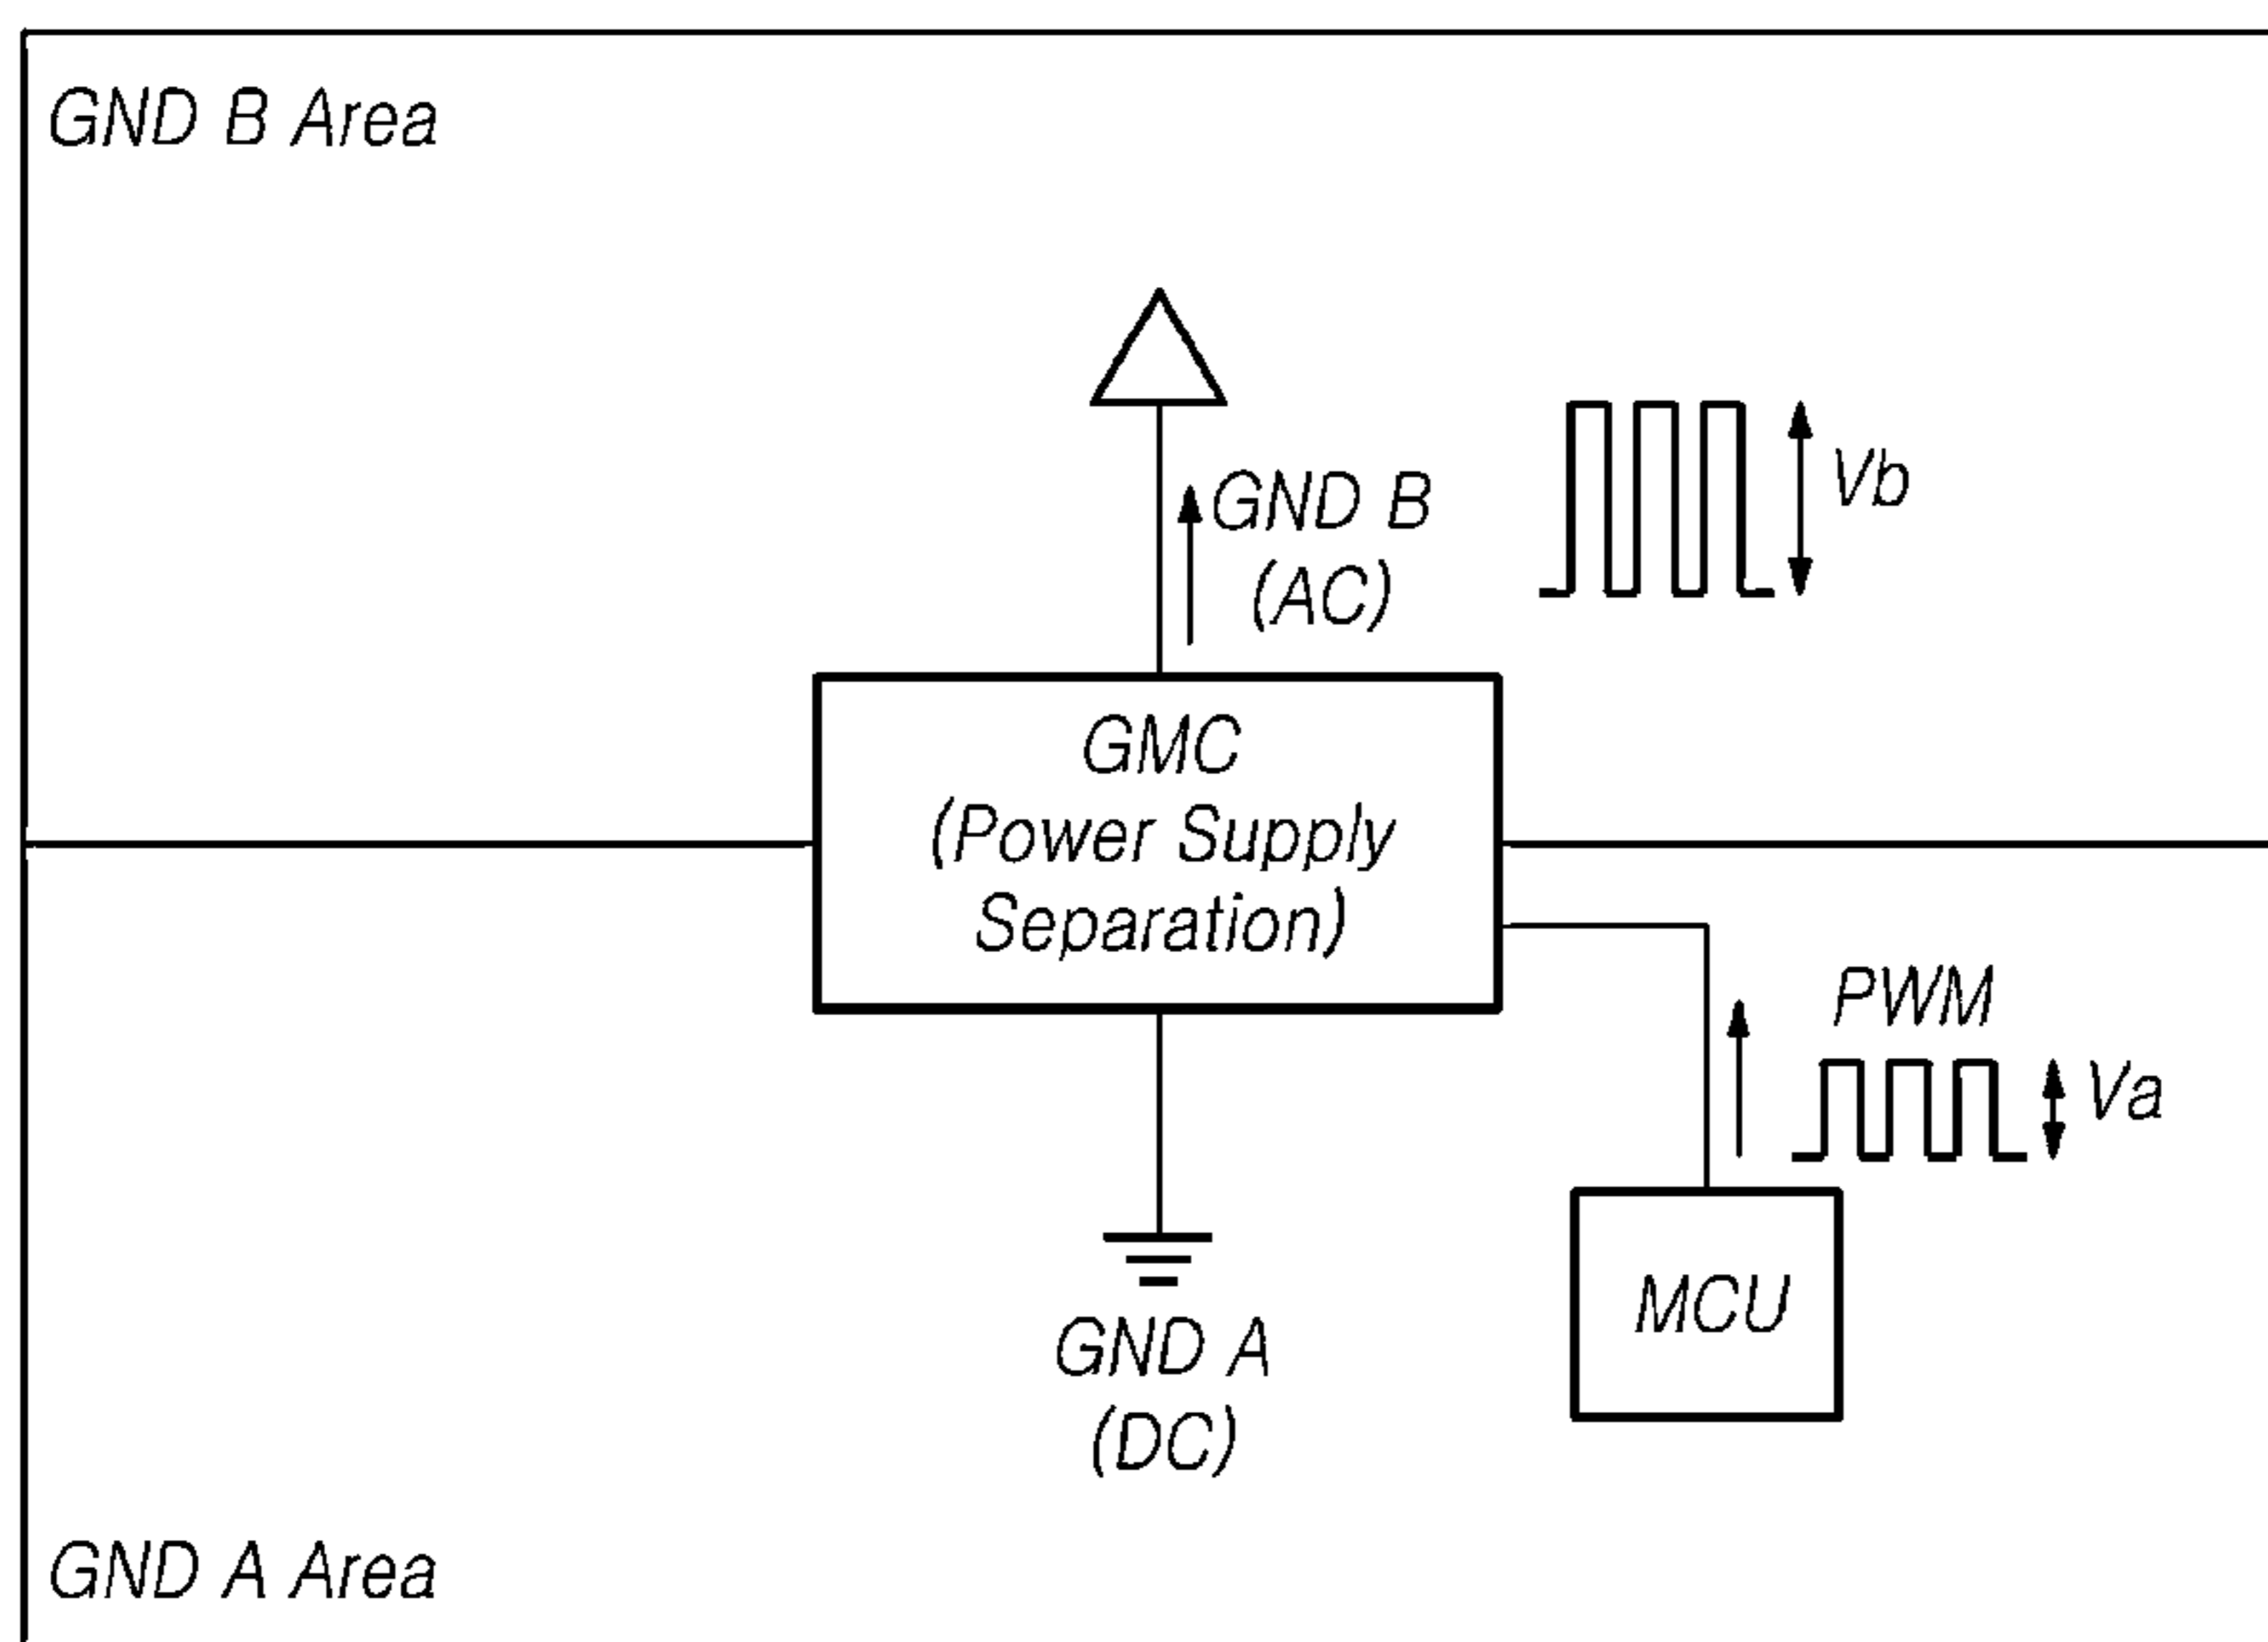 GND B Area
GND B
(AC)
Vb
GMC
(Power Supply
Separation)
PWM
Va
MCU
GND A
(DC)
GND A Area